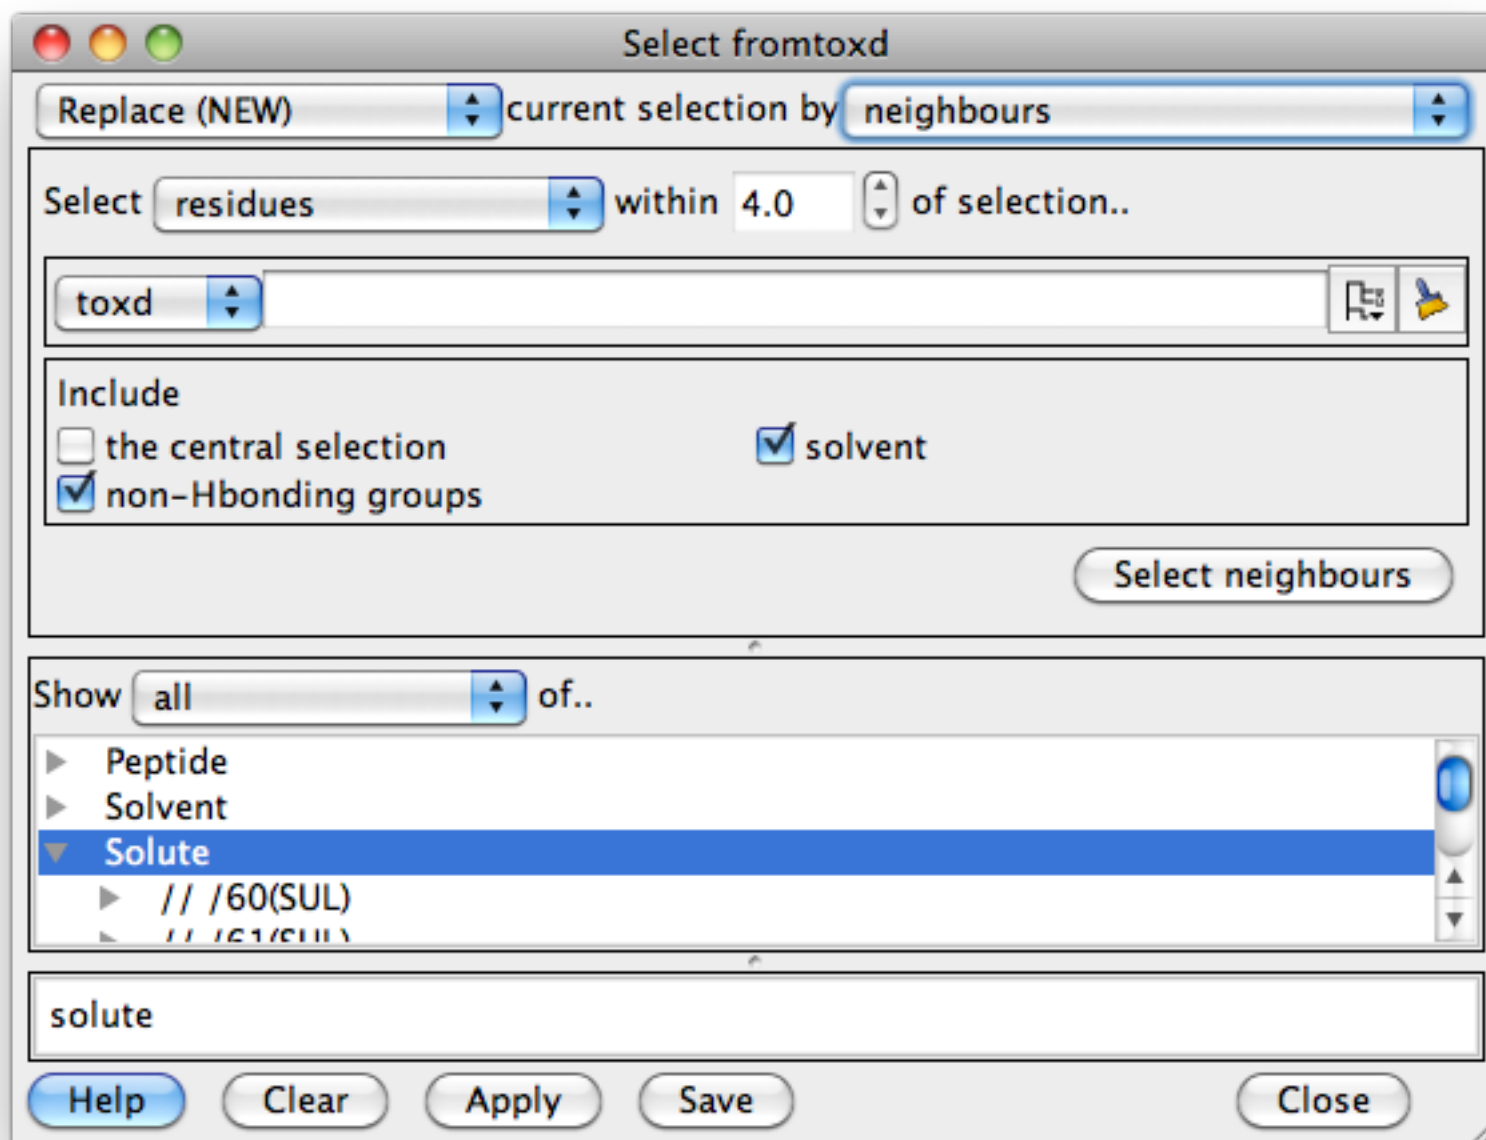 Select fromtoxd
Replace (NEW) current selection by neighbours
Select residues within 4.0 of selection..
toxd
Include
the central selection solvent
non-Hbonding groups
Select neighbours
Show all of..
Peptide
Solvent
Solute
// /60(SUL)
// /61(SUL)
solute
Help Clear Apply Save Close